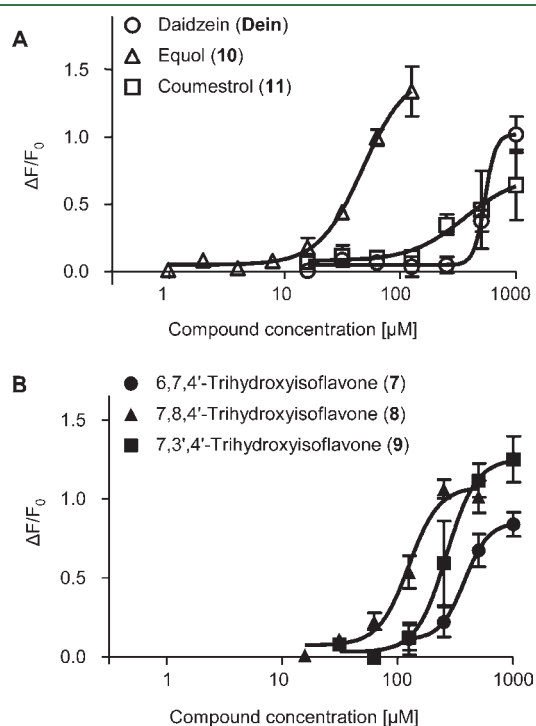 A
Daidzein (Dein)
Equol (10)
Coumestrol (11)
1.5
1.0
0.5
0.0
ΔF/F0
1 10 100 1000
Compound concentration [µM]
B
6,7,4'-Trihydroxyisoflavone (7)
7,8,4'-Trihydroxyisoflavone (8)
7,3',4'-Trihydroxyisoflavone (9)
1.5
1.0
0.5
0.0
ΔF/F0
1 10 100 1000
Compound concentration [µM]